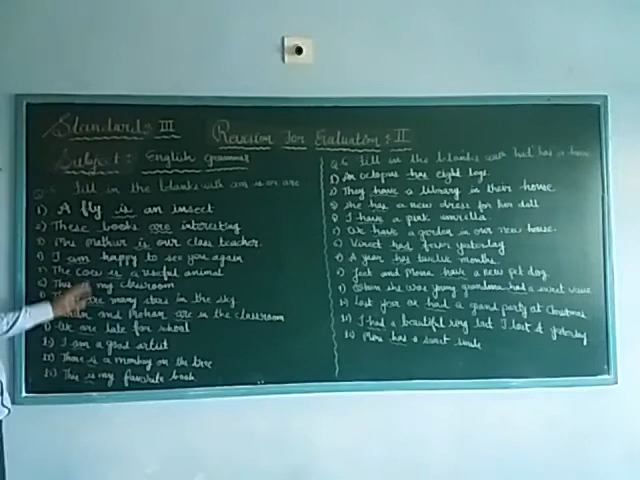 Standard: III
Revision for Evaluation: II
Subject: English grammar
Q. Fill in the blanks with am is or are
1) A fly is an insect
2) These books are interesting
3) Mrs Mathur is our class teacher.
4) I am happy to see you again
5) The cow is a useful animal
6) This my classroom
7) are many stars in the sky.
and Mohan are in the classroom
9) We are late for school
10) I am a good artist
11) There is a monkey on the tree
12) This is my favourite book
Q. 6 Fill in the blanks with had has a have
1) An octopus has eight legs.
2) They have a library in their house.
3) She has a new dress for her doll
4) I have a pink umrella.
5) We have a garden in our new house.
6) Vineet had from yesterday
7) A year has twelve months.
8) Jeet and Mona have a new pet dog.
9) When she was young grandma had a sweet voice
10) Last year we had a grand party at Christmas
11) I had a beautiful ring but I lost it yesterday
12) Mona has a sweet smile